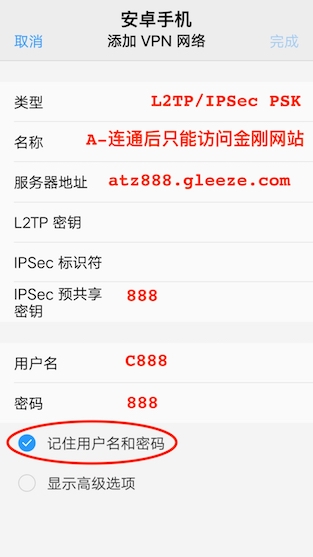 安卓手机
取消 添加 VPN 网络 完成
类型 L2TP/IPSec PSK
名称 A-连通后只能访问金刚网站
服务器地址 atz888.gleeze.com
L2TP 密钥
IPSec 标识符
IPSec 预共享 888
密钥
用户名 C888
密码 888
记住用户名和密码
显示高级选项